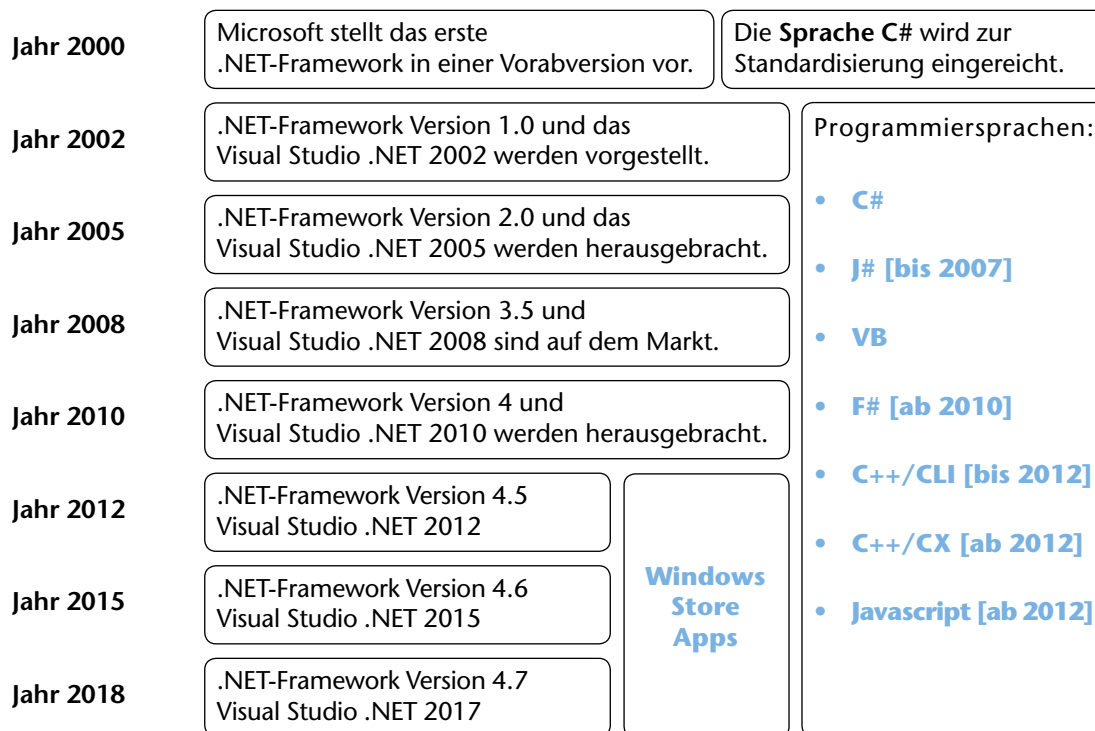 Jahr 2000
Microsoft stellt das erste
.NET-Framework in einer Vorabversion vor.
Die Sprache C# wird zur
Standardisierung eingereicht.
Jahr 2002
.NET-Framework Version 1.0 und das
Visual Studio .NET 2002 werden vorgestellt.
Jahr 2005
.NET-Framework Version 2.0 und das
Visual Studio .NET 2005 werden herausgebracht.
Jahr 2008
.NET-Framework Version 3.5 und
Visual Studio .NET 2008 sind auf dem Markt.
Jahr 2010
.NET-Framework Version 4 und
Visual Studio .NET 2010 werden herausgebracht.
Jahr 2012
.NET-Framework Version 4.5
Visual Studio .NET 2012
Jahr 2015
.NET-Framework Version 4.6
Visual Studio .NET 2015
Jahr 2018
.NET-Framework Version 4.7
Visual Studio .NET 2017
Windows
Store
Apps
Programmiersprachen:
• C#
• J# [bis 2007]
• VB
• F# [ab 2010]
• C++/CLI [bis 2012]
• C++/CX [ab 2012]
• Javascript [ab 2012]